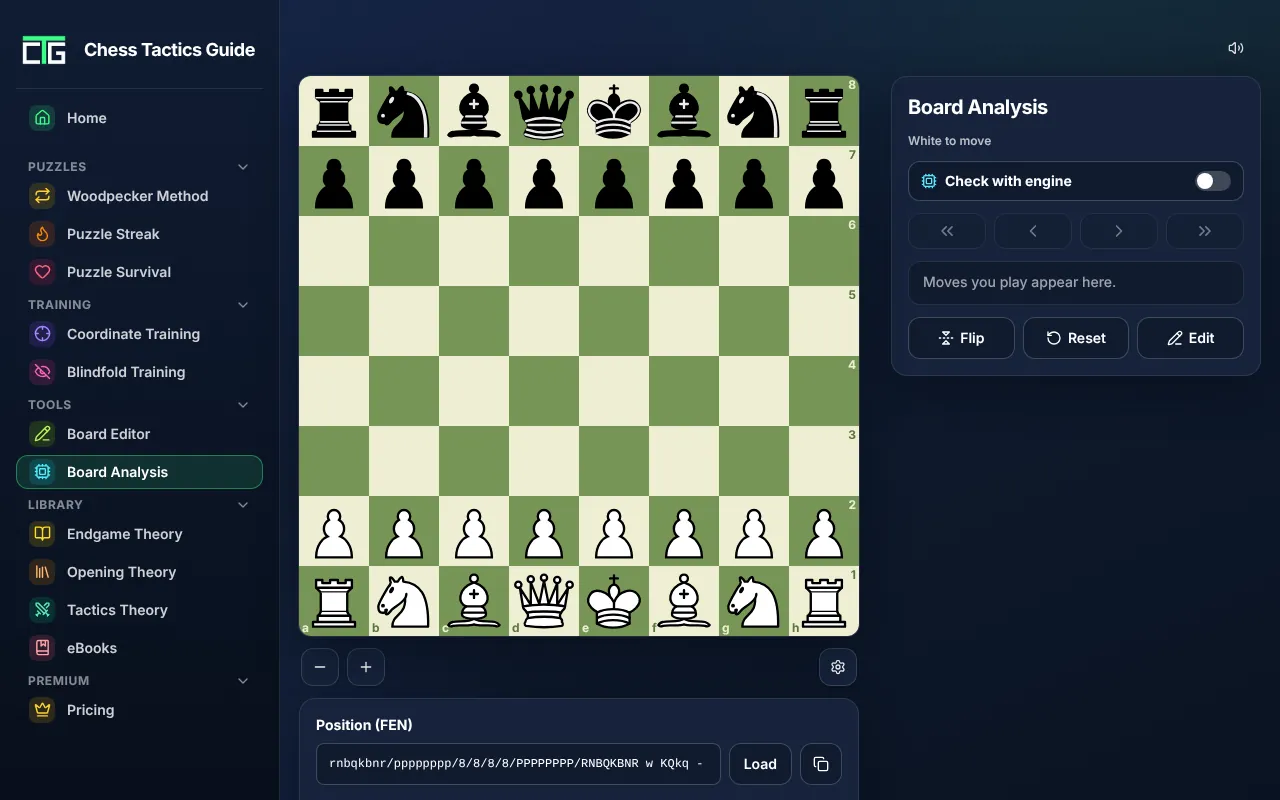 CTG Chess Tactics Guide
Home
PUZZLES
Woodpecker Method
Puzzle Streak
Puzzle Survival
TRAINING
Coordinate Training
Blindfold Training
TOOLS
Board Editor
Board Analysis
LIBRARY
Endgame Theory
Opening Theory
Tactics Theory
eBooks
PREMIUM
Pricing
8
7
6
5
4
3
2
1
a b c d e f g h
Position (FEN)
rnbqkbnr/pppppppp/8/8/8/8/PPPPPPPP/RNBQKBNR w KQkq -
Load
Board Analysis
White to move
Check with engine
Moves you play appear here.
Flip Reset Edit